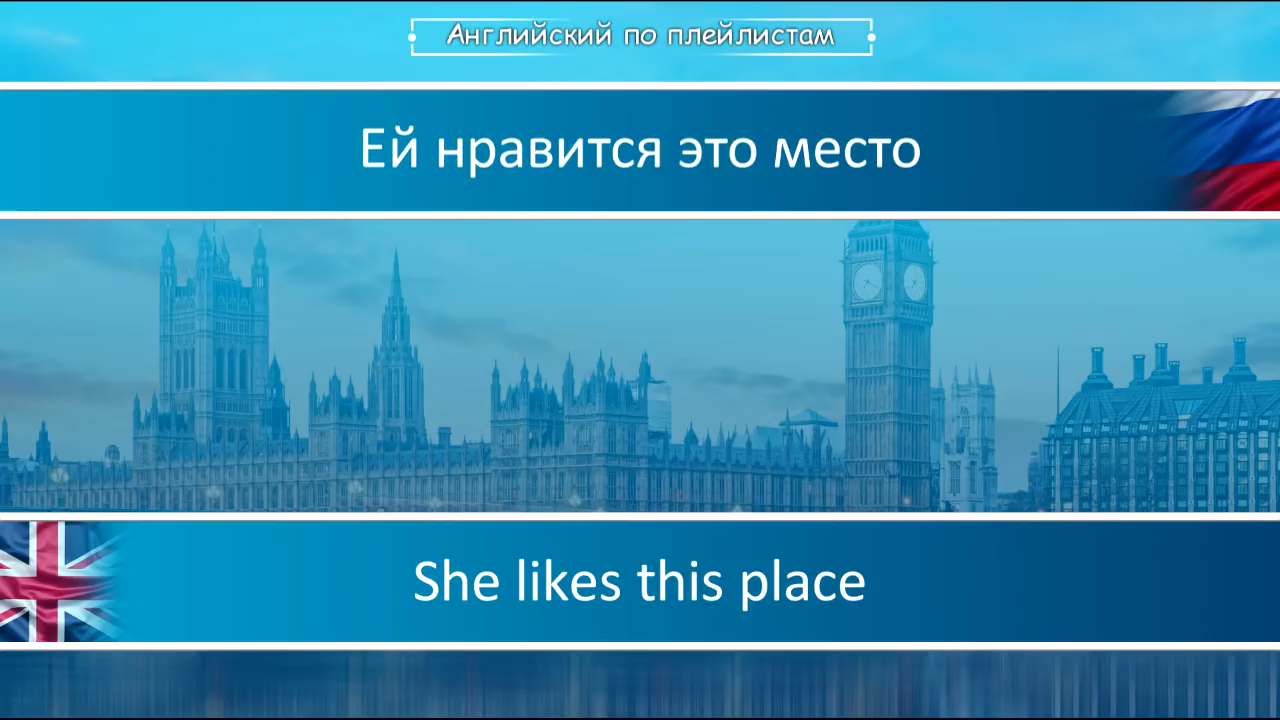 Английский по плейлистам
Ей нравится это место
She likes this place